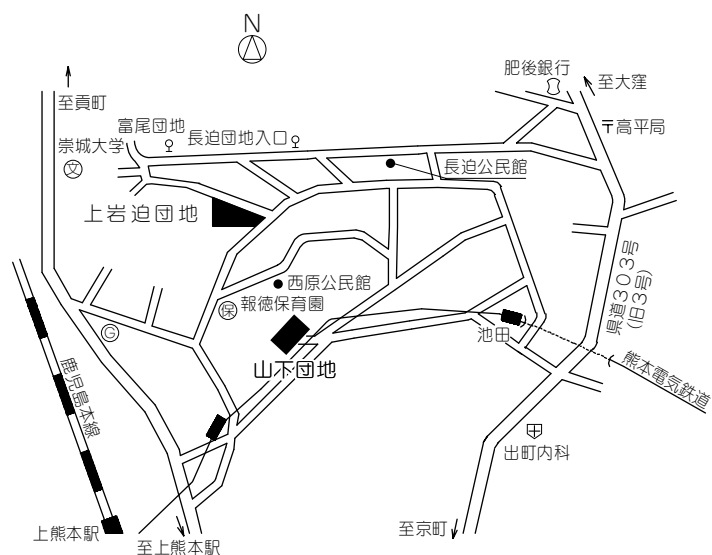 N
肥後銀行
至大窪
至貢町
富尾団地
長迫団地入口
〒高平局
崇城大学
文
長迫公民館
上岩迫団地
西原公民館
保
報徳保育園
県道303号
(旧3号)
G
池田
山下団地
熊本電気鉄道
鹿児島本線
出町内科
上熊本駅
至上熊本駅
至京町